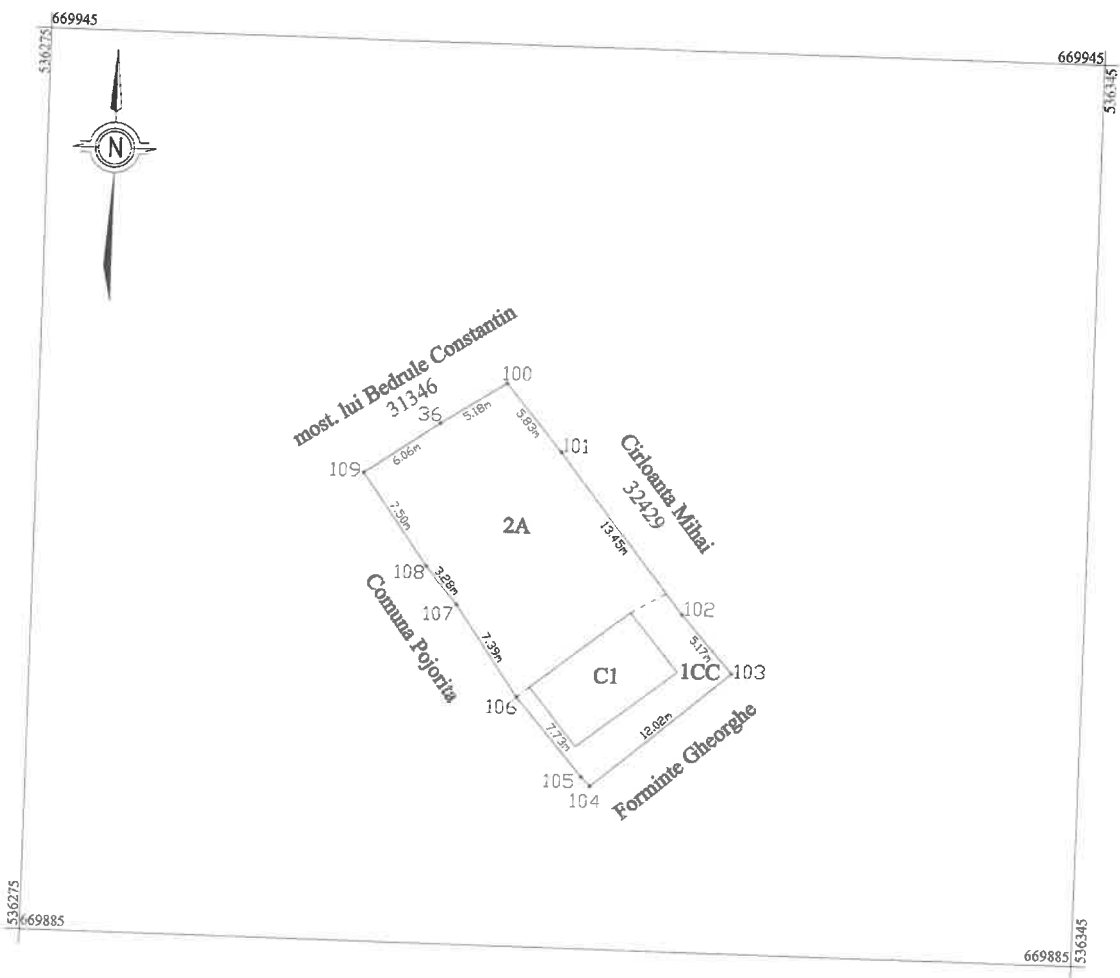 669945
536275
669945
536345
N
most. lui Bedrule Constantin
31346
100
36
5.18m
5.83m
6.06m
101
109
Cirloanta Mihai
32429
7.50m
2A
13.45m
108
3.28m
107
Comuna Pojorita
102
7.39m
5.17m
C1
1CC
103
106
7.73m
12.02m
105
104
Forminte Gheorghe
536275
669885
669885
536345